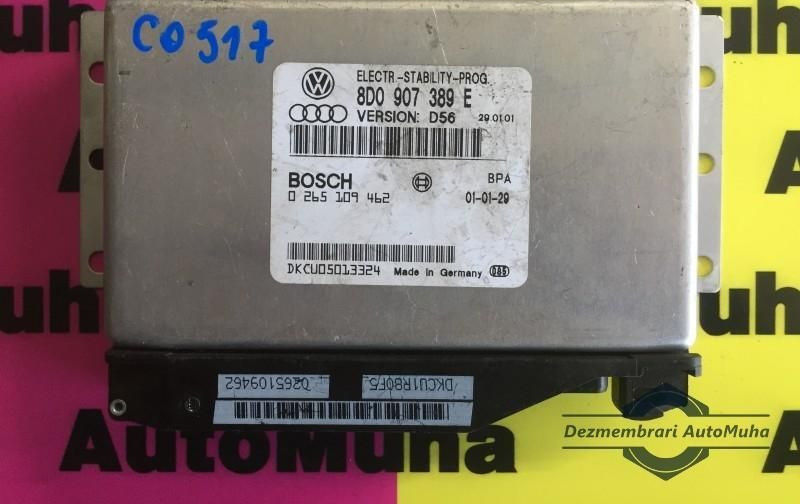 CO517
ELECTR.-STABILITY-PROG.
8D0 907 389 E
VERSION: D56 29.01.01
BOSCH BPA
0 265 109 462 01-01-29
DKCU05013324 Made in Germany 085
0265109462 DKCU1R80F5
Dezmembrari AutoMuha
AutoMuha